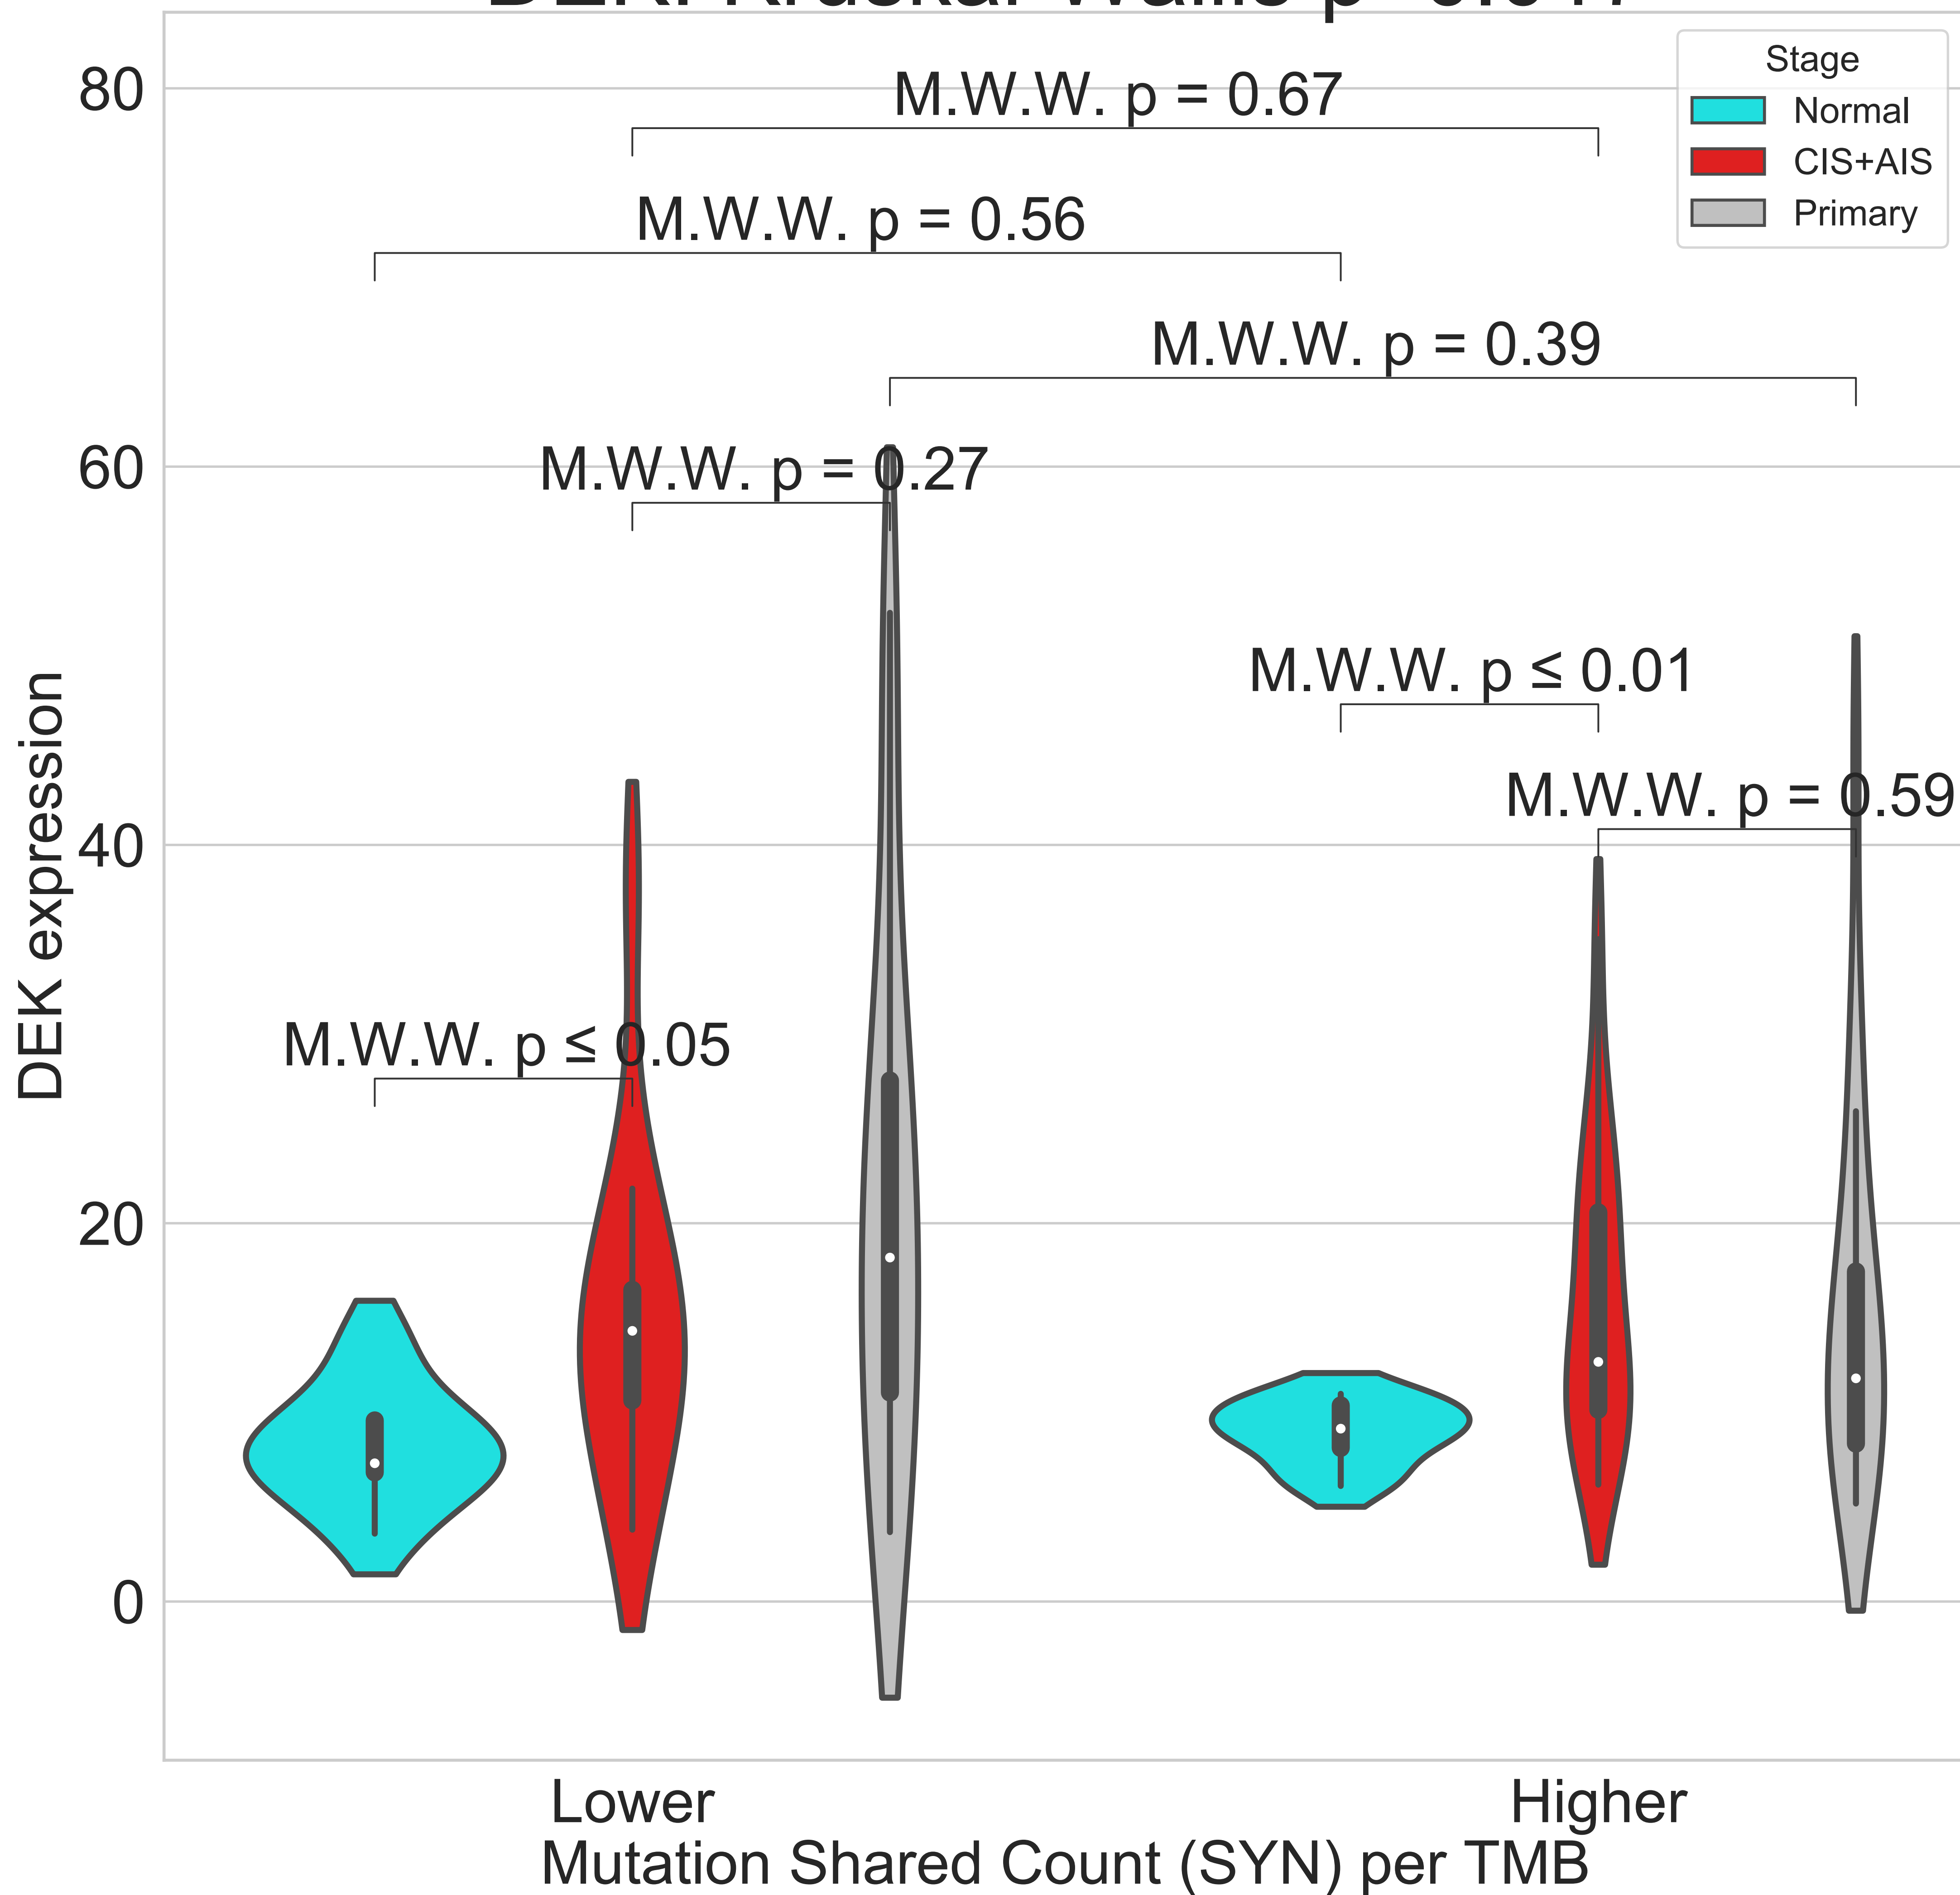 80
60
40
20
0
DEK expression
M.W.W. p = 0.67
M.W.W. p = 0.56
M.W.W. p = 0.39
M.W.W. p = 0.27
M.W.W. p ≤ 0.01
M.W.W. p = 0.59
M.W.W. p ≤ 0.05
Stage
Normal
CIS+AIS
Primary
Lower
Higher
Mutation Shared Count (SYN) per TMB